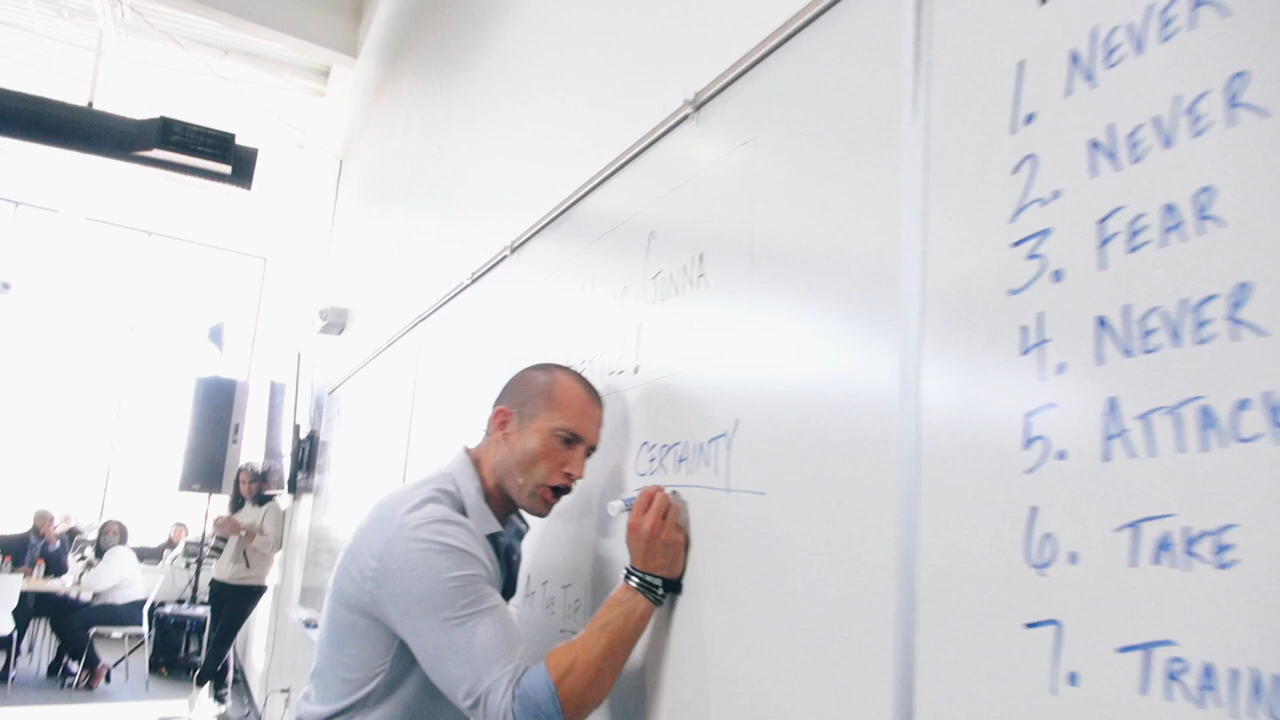 GONNA
SETTLE!
CERTAINTY
AT THE TOP!
1. NEVER
2. NEVER
3. FEAR
4. NEVER
5. ATTACK
6. TAKE
7. TRAIN